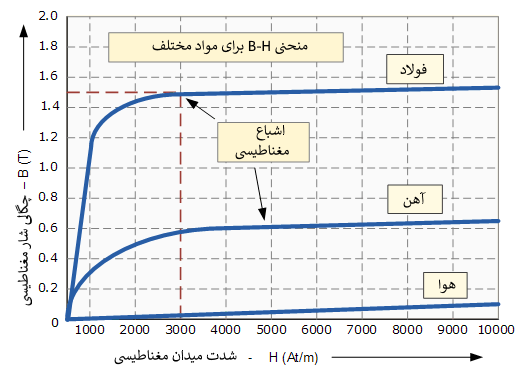 منحنی B-H برای مواد مختلف
فولاد
اشباع
مغناطیسی
آهن
هوا
چگالی شار مغناطیسی – B (T)
2.0
1.8
1.6
1.4
1.2
1.0
0.8
0.6
0.4
0.2
0
1000 2000 3000 4000 5000 6000 7000 8000 9000 10000
شدت میدان مغناطیسی - H (At/m)